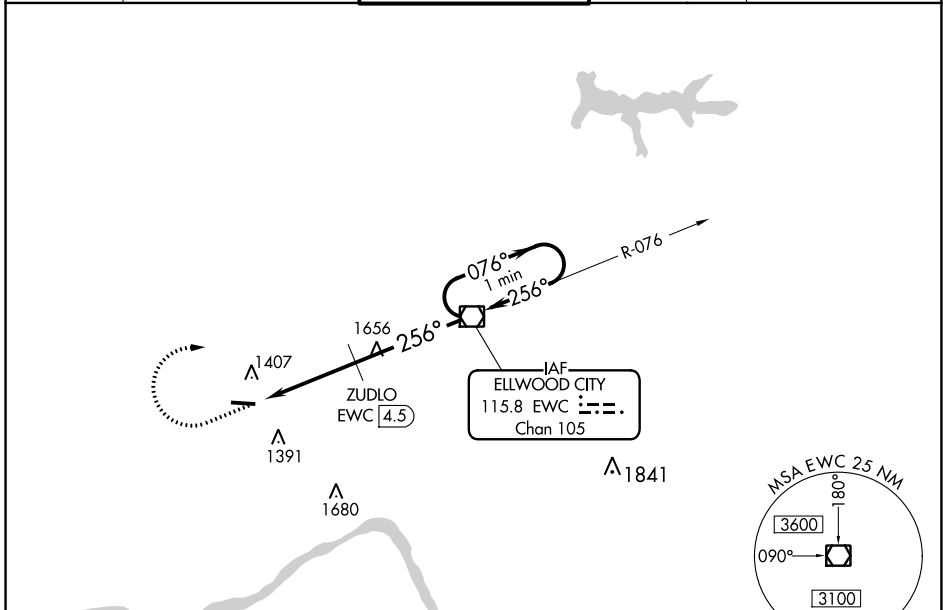 R-076
076°
1 min
256°
1656
256°
1407
IAF
ELLWOOD CITY
115.8 EWC
Chan 105
ZUDLO
EWC 4.5
1391
1841
1680
MSA EWC 25 NM
180°
3600
090°
3100